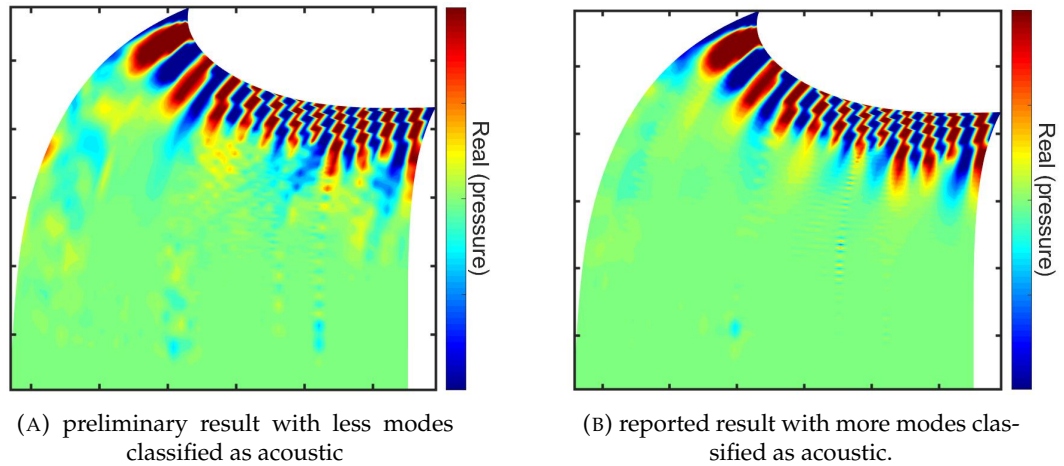 Real (pressure)
Real (pressure)
(A) preliminary result with less modes
classified as acoustic
(B) reported result with more modes clas-
sified as acoustic.